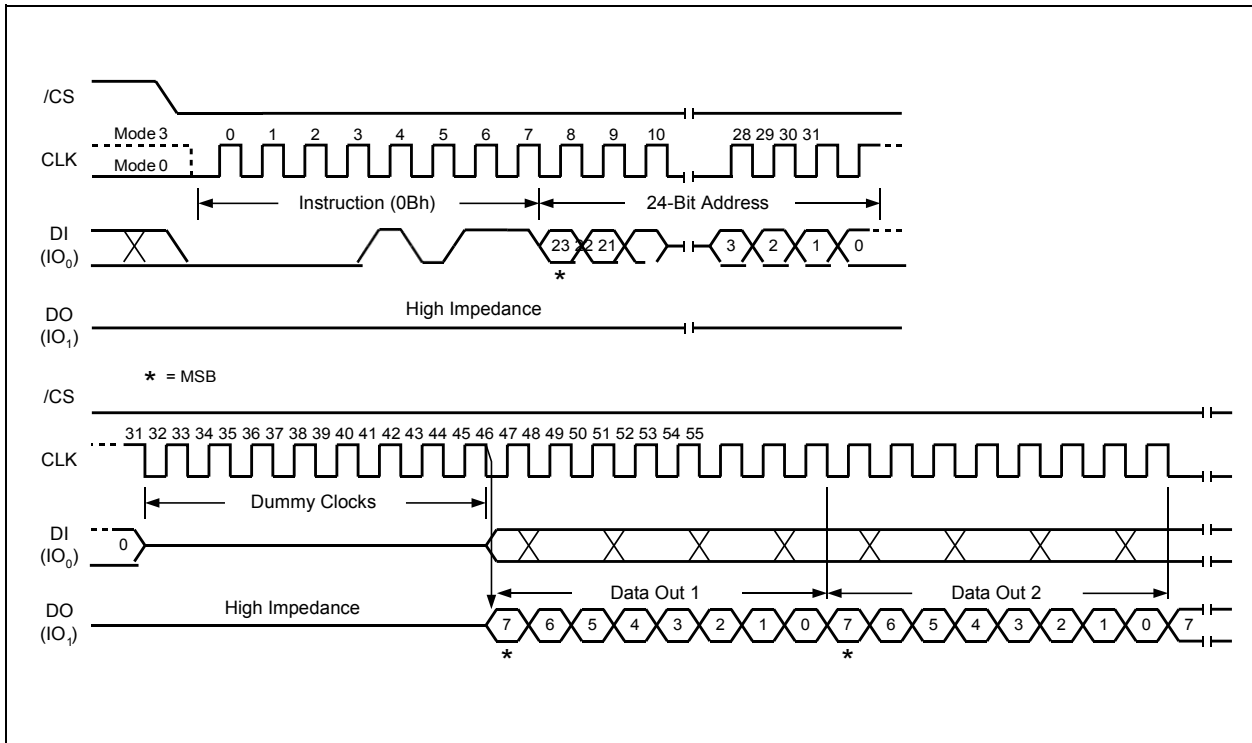 /CS
Mode 3
0 1 2 3 4 5 6 7 8 9 10 28 29 30 31
CLK
Mode 0
Instruction (0Bh) 24-Bit Address
DI
(IO0)
23 22 21 3 2 1 0
*
High Impedance
DO
(IO1)
* = MSB
/CS
31 32 33 34 35 36 37 38 39 40 41 42 43 44 45 46 47 48 49 50 51 52 53 54 55
CLK
Dummy Clocks
DI
(IO0)
0
Data Out 1 Data Out 2
High Impedance
DO
(IO1)
7 6 5 4 3 2 1 0 7 6 5 4 3 2 1 0 7
* *